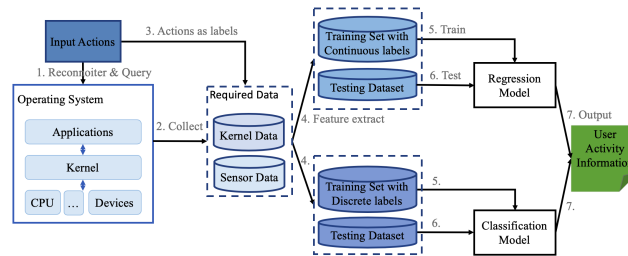 Input Actions
3. Actions as labels
1. Reconnoiter & Query
Operating System
Applications
Kernel
CPU
...
Devices
2. Collect
Required Data
Kernel Data
Sensor Data
4. Feature extract
4.
Training Set with
Continuous labels
Testing Dataset
5. Train
6. Test
Regression
Model
Training Set with
Discrete labels
Testing Dataset
5.
6.
Classification
Model
7. Output
7.
User
Activity
Information